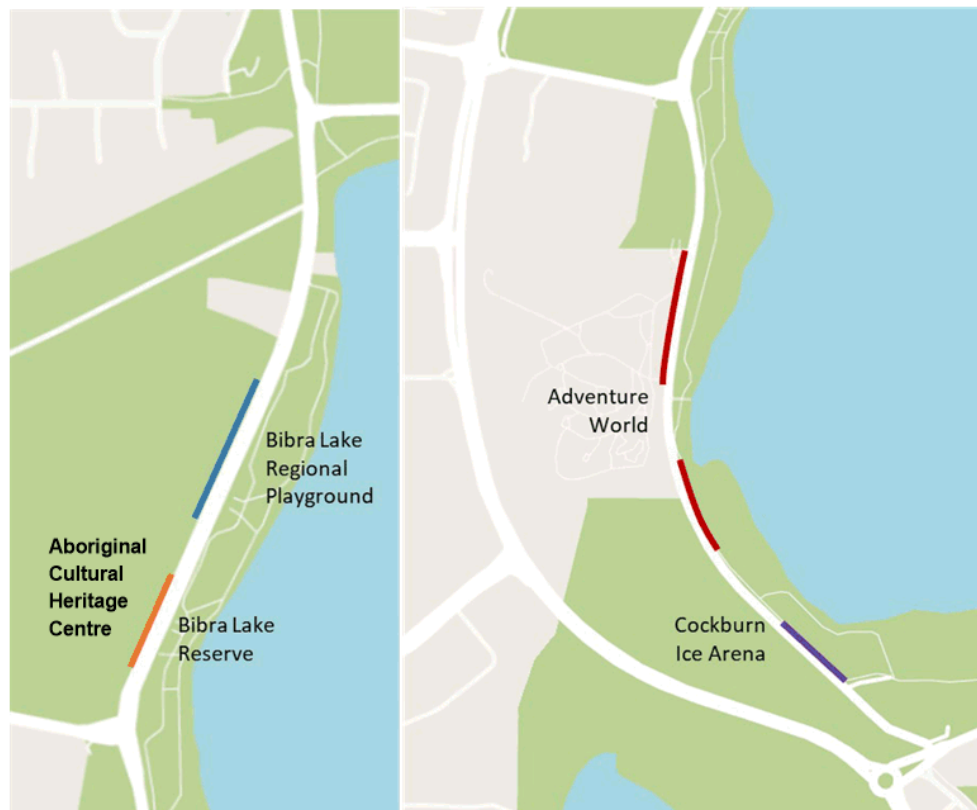 Bibra Lake
Regional
Playground
Aboriginal
Cultural
Heritage
Centre
Bibra Lake
Reserve
Adventure
World
Cockburn
Ice Arena